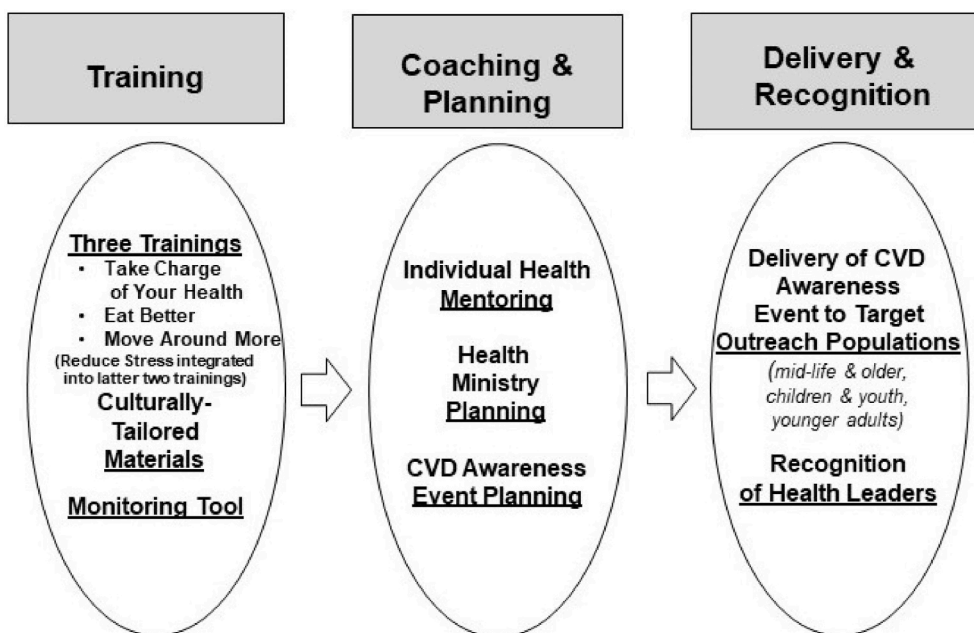 Training
Three Trainings
• Take Charge
of Your Health
• Eat Better
• Move Around More
(Reduce Stress integrated
into latter two trainings)
Culturally-
Tailored
Materials
Monitoring Tool
Coaching &
Planning
Individual Health
Mentoring
Health
Ministry
Planning
CVD Awareness
Event Planning
Delivery &
Recognition
Delivery of CVD
Awareness
Event to Target
Outreach Populations
(mid-life & older,
children & youth,
younger adults)
Recognition
of Health Leaders